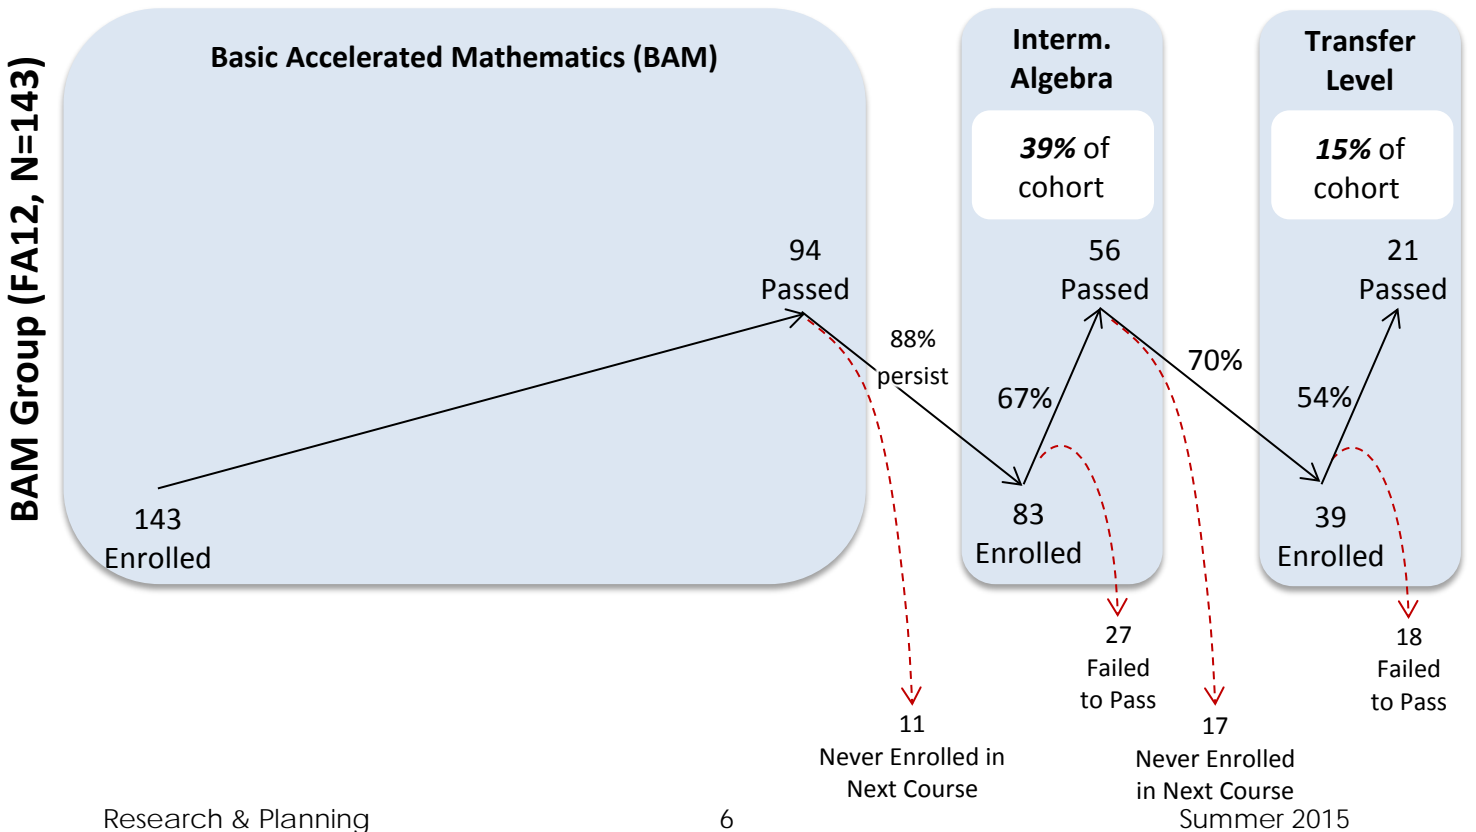 BAM Group (FA12, N=143)
Basic Accelerated Mathematics (BAM)
143
Enrolled
94
Passed
88%
persist
11
Never Enrolled in
Next Course
Interm.
Algebra
39% of
cohort
56
Passed
67%
83
Enrolled
27
Failed
to Pass
70%
17
Never Enrolled
in Next Course
Transfer
Level
15% of
cohort
21
Passed
54%
39
Enrolled
18
Failed
to Pass
Research & Planning
6
Summer 2015